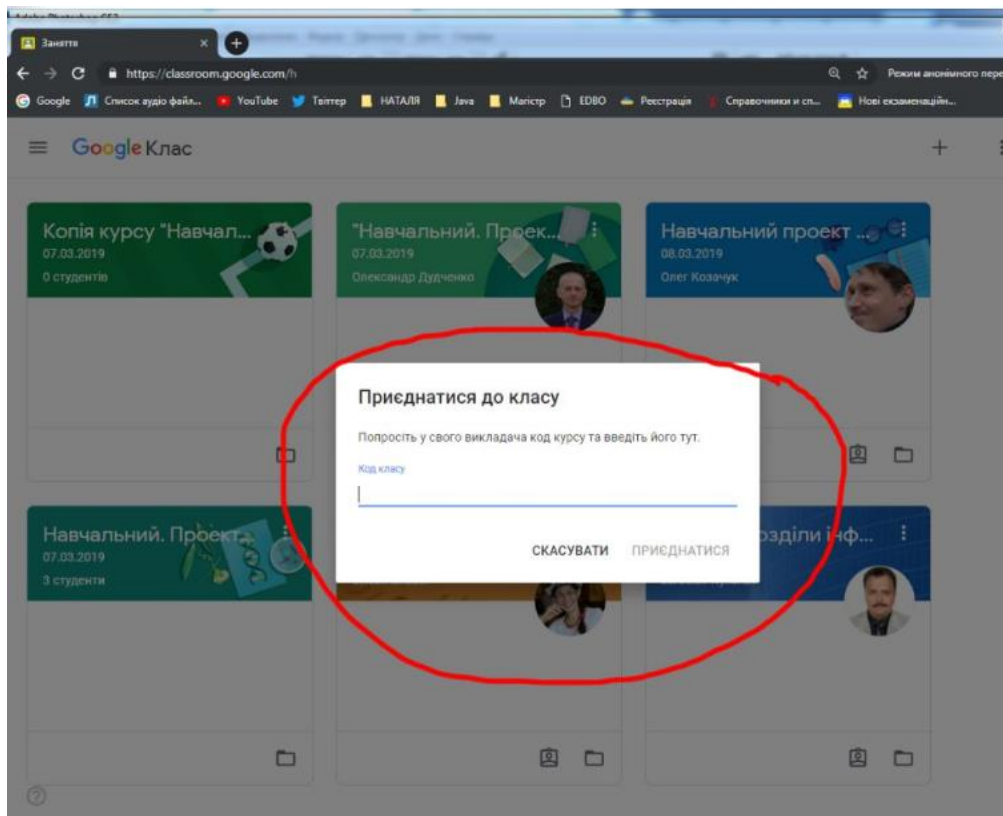 Adobe Photoshop CS3
Заняття
https://classroom.google.com/h
Режим анонімного пере
Google Список аудіо файл... YouTube Твіттер НАТАЛЯ Java Магістр EDBO Реєстрація Справочники и сп... Нові екзаменаційн...
Google Клас
Копія курсу "Навчал...
07.03.2019
0 студентів
"Навчальний. Проек...
07.03.2019
Олександр Дудченко
Навчальний проект ...
08.03.2019
Олег Козачук
Приєднатися до класу
Попросіть у свого викладача код курсу та введіть його тут.
Код класу
СКАСУВАТИ ПРИЄДНАТИСЯ
Навчальний. Проект...
07.03.2019
3 студенти
озділи інф...